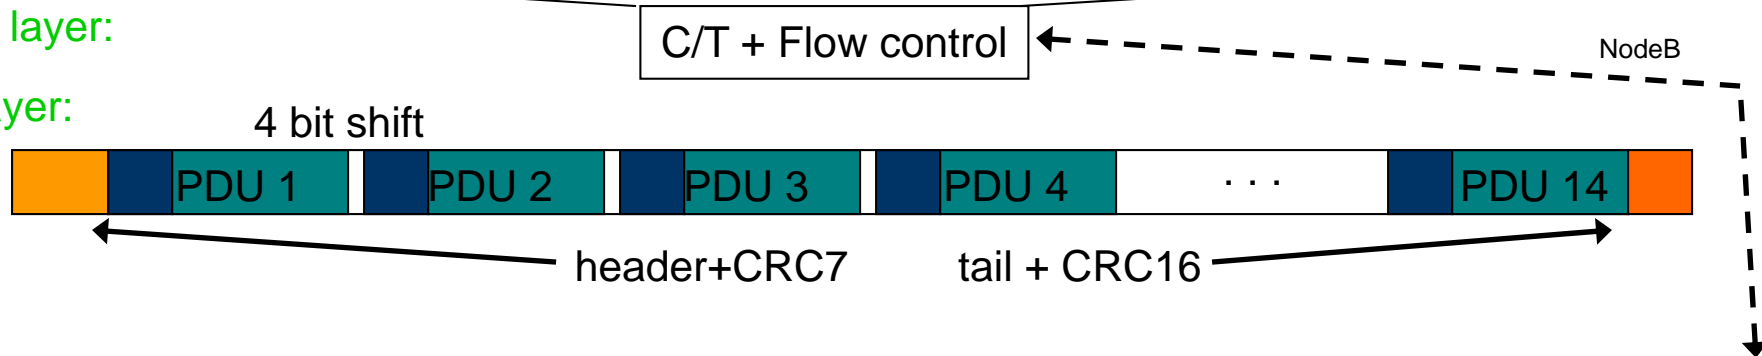 layer:
C/T + Flow control
NodeB
layer:
4 bit shift
PDU 1 PDU 2 PDU 3 PDU 4 . . . PDU 14
header+CRC7 tail + CRC16